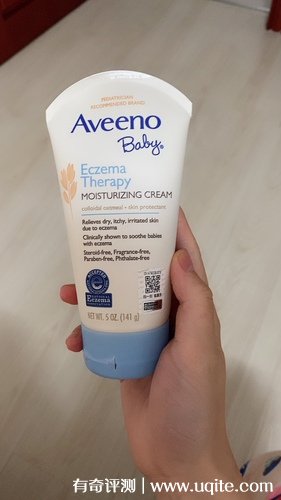 PEDIATRICIAN
RECOMMENDED BRAND
Aveeno
Baby®
Eczema
Therapy
MOISTURIZING CREAM
colloidal oatmeal • skin protectant
Relieves dry, itchy, irritated skin
due to eczema
Clinically shown to soothe babies
with eczema
Steroid-free, Fragrance-free,
Paraben-free, Phthalate-free
Eczema
NET WT. 5 OZ. (141 g)
有奇评测 | www.uqite.com